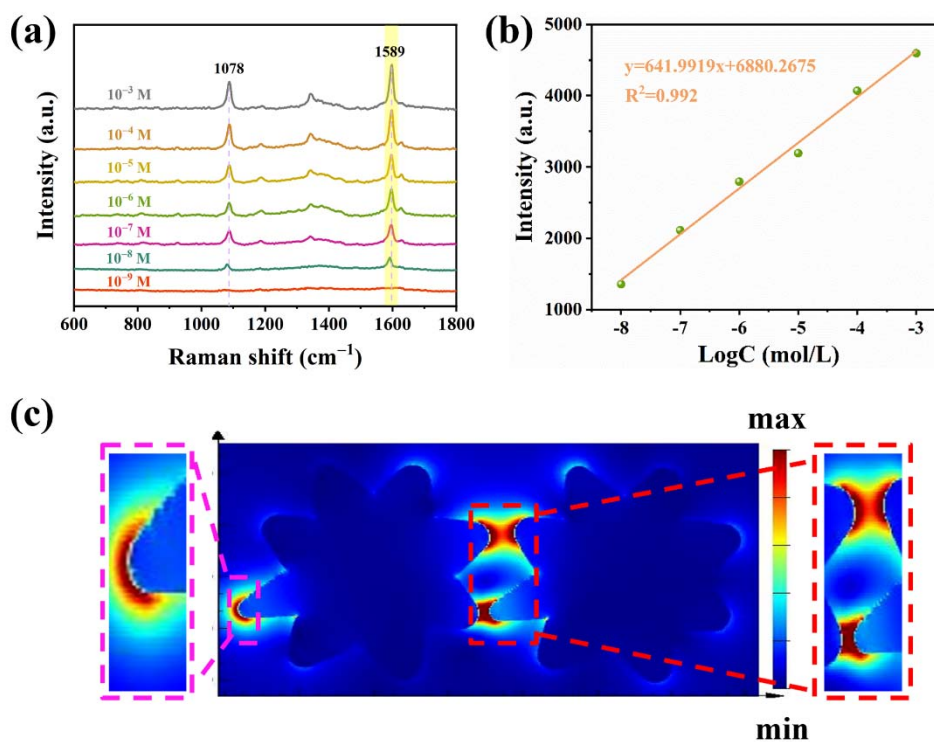 (a)
1078
1589
10⁻³ M
10⁻⁴ M
10⁻⁵ M
10⁻⁶ M
10⁻⁷ M
10⁻⁸ M
10⁻⁹ M
Intensity (a.u.)
600 800 1000 1200 1400 1600 1800
Raman shift (cm⁻¹)
(b)
y=641.9919x+6880.2675
R²=0.992
5000
4000
3000
2000
1000
Intensity (a.u.)
-8 -7 -6 -5 -4 -3
LogC (mol/L)
(c)
max
min